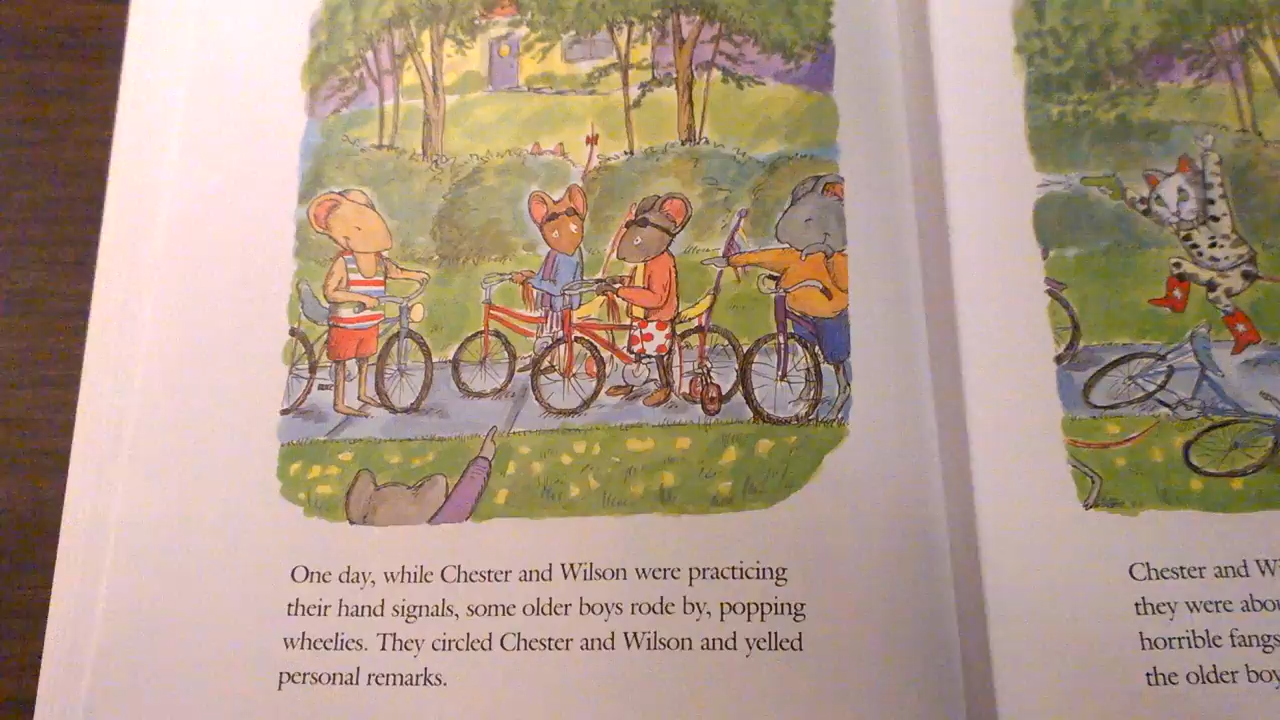 One day, while Chester and Wilson were practicing
their hand signals, some older boys rode by, popping
wheelies. They circled Chester and Wilson and yelled
personal remarks.
Chester and W
they were abou
horrible fangs
the older boy